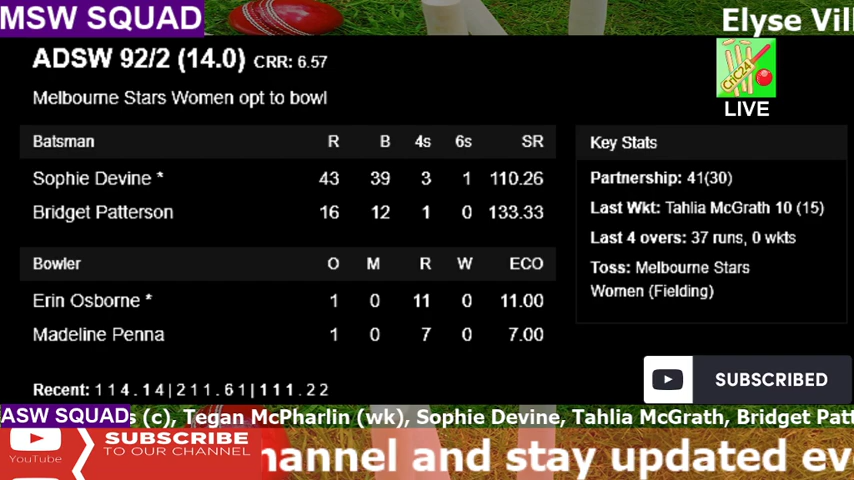 MSW SQUAD
Elyse Vill
ADSW 92/2 (14.0) CRR: 6.57
Melbourne Stars Women opt to bowl
CriC24
LIVE
Batsman R B 4s 6s SR
Sophie Devine * 43 39 3 1 110.26
Bridget Patterson 16 12 1 0 133.33
Bowler O M R W ECO
Erin Osborne * 1 0 11 0 11.00
Madeline Penna 1 0 7 0 7.00
Recent: 1 1 4 . 1 4 | 2 1 1 . 6 1 | 1 1 1 . 2 2
Key Stats
Partnership: 41(30)
Last Wkt: Tahlia McGrath 10 (15)
Last 4 overs: 37 runs, 0 wkts
Toss: Melbourne Stars
Women (Fielding)
SUBSCRIBED
ASW SQUAD s (c), Tegan McPharlin (wk), Sophie Devine, Tahlia McGrath, Bridget Patt
YouTube
SUBSCRIBE
TO OUR CHANNEL
hannel and stay updated ev